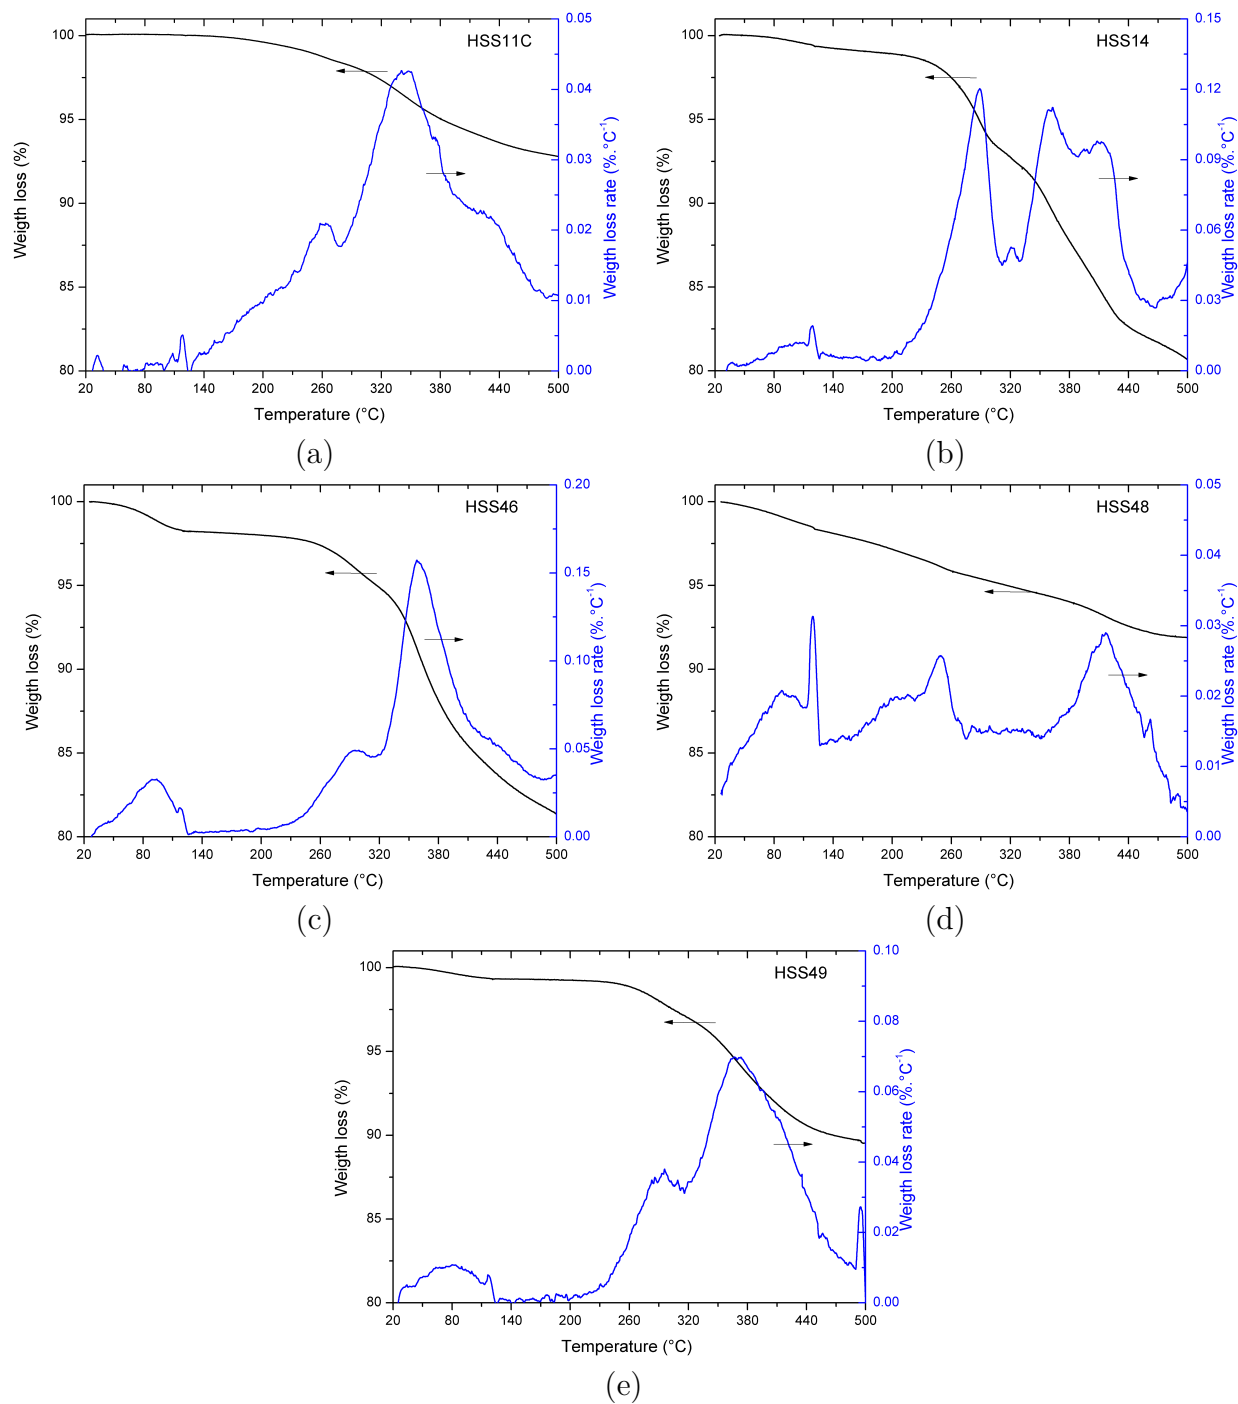 HSS11C
100
95
90
85
80
0.05
0.04
0.03
0.02
0.01
0.00
20 80 140 200 260 320 380 440 500
Weigth loss (%)
Weigth loss rate (%.°C⁻¹)
Temperature (°C)
(a)
HSS14
100
95
90
85
80
0.15
0.12
0.09
0.06
0.03
0.00
20 80 140 200 260 320 380 440 500
Weigth loss (%)
Weigth loss rate (%.°C⁻¹)
Temperature (°C)
(b)
HSS46
100
95
90
85
80
0.20
0.15
0.10
0.05
0.00
20 80 140 200 260 320 380 440 500
Weigth loss (%)
Weigth loss rate (%.°C⁻¹)
Temperature (°C)
(c)
HSS48
100
95
90
85
80
0.05
0.04
0.03
0.02
0.01
0.00
20 80 140 200 260 320 380 440 500
Weigth loss (%)
Weigth loss rate (%.°C⁻¹)
Temperature (°C)
(d)
HSS49
100
95
90
85
80
0.10
0.08
0.06
0.04
0.02
0.00
20 80 140 200 260 320 380 440 500
Weigth loss (%)
Weigth loss rate (%.°C⁻¹)
Temperature (°C)
(e)